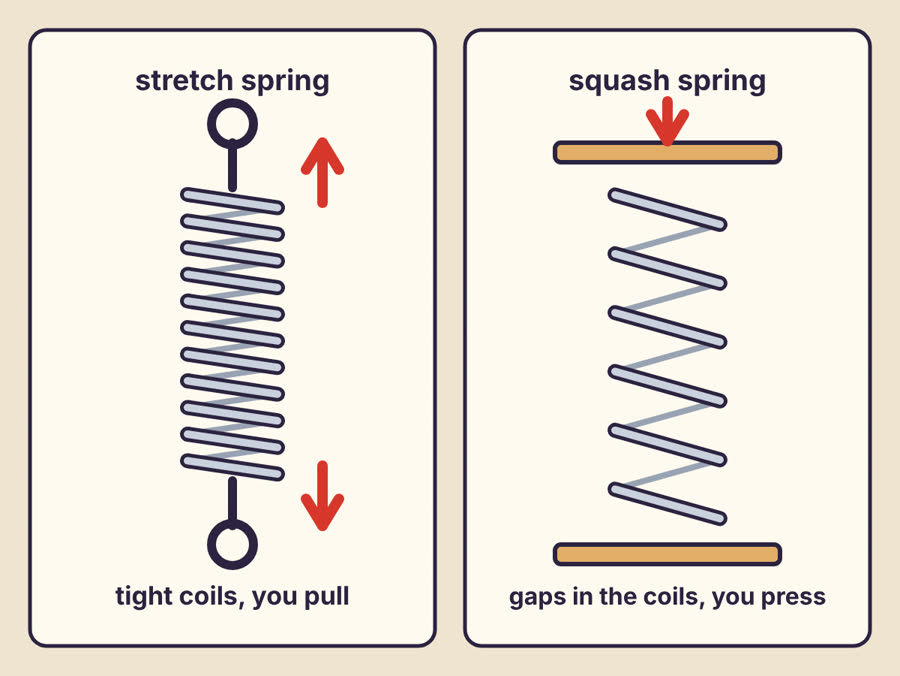 stretch spring
tight coils, you pull
squash spring
gaps in the coils, you press